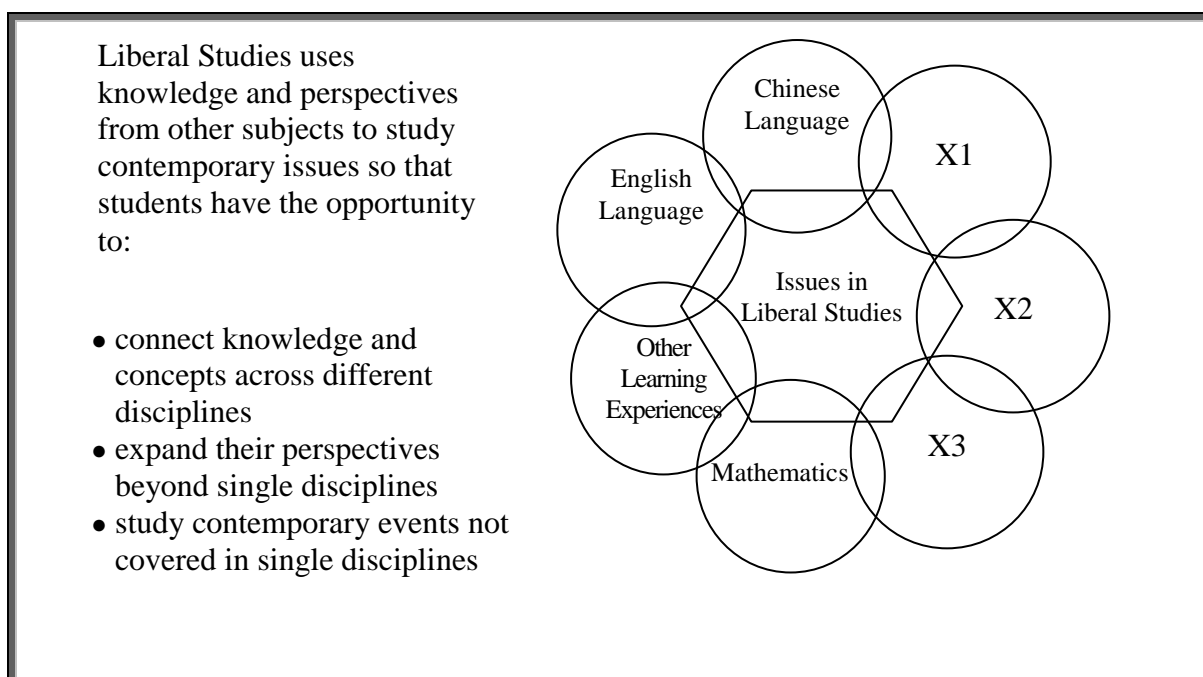 Liberal Studies uses
knowledge and perspectives
from other subjects to study
contemporary issues so that
students have the opportunity
to:
● connect knowledge and
concepts across different
disciplines
● expand their perspectives
beyond single disciplines
● study contemporary events not
covered in single disciplines
Chinese
Language
X1
English
Language
Issues in
Liberal Studies
X2
Other
Learning
Experiences
X3
Mathematics